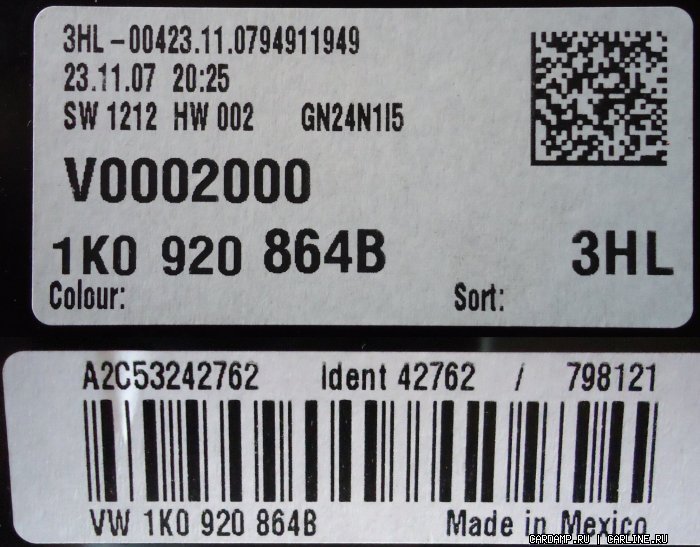 3HL-00423.11.0794911949
23.11.07 20:25
SW 1212 HW 002 GN24N1I5
V0002000
1K0 920 864B 3HL
Colour: Sort:
A2C53242762 Ident 42762 / 798121
VW 1K0 920 864B Made in Mexico
CARDAMP.RU | CARLINE.RU